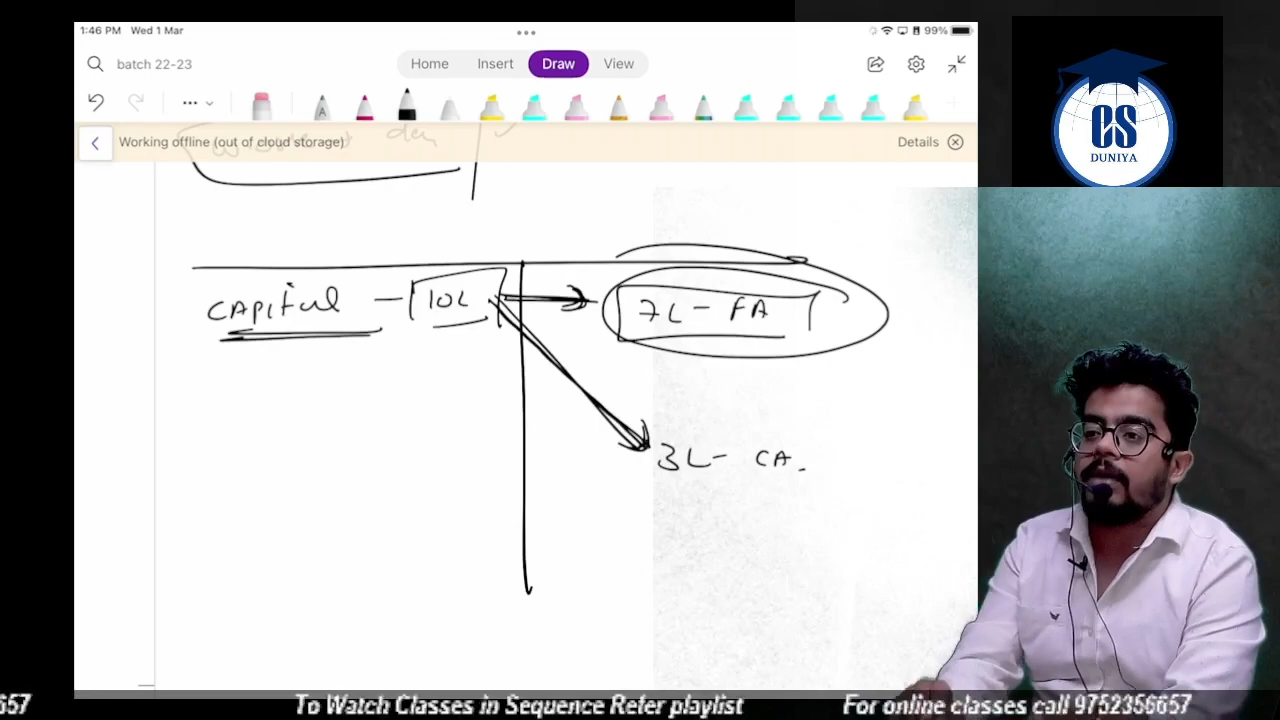 1:46 PM Wed 1 Mar
99%
batch 22-23
Home Insert Draw View
A
Working offline (out of cloud storage)
Details
day
CAPital - 10L
7L - FA
3L - CA.
CS
DUNIYA
657
To Watch Classes in Sequence Refer playlist
For online classes call 9752356657